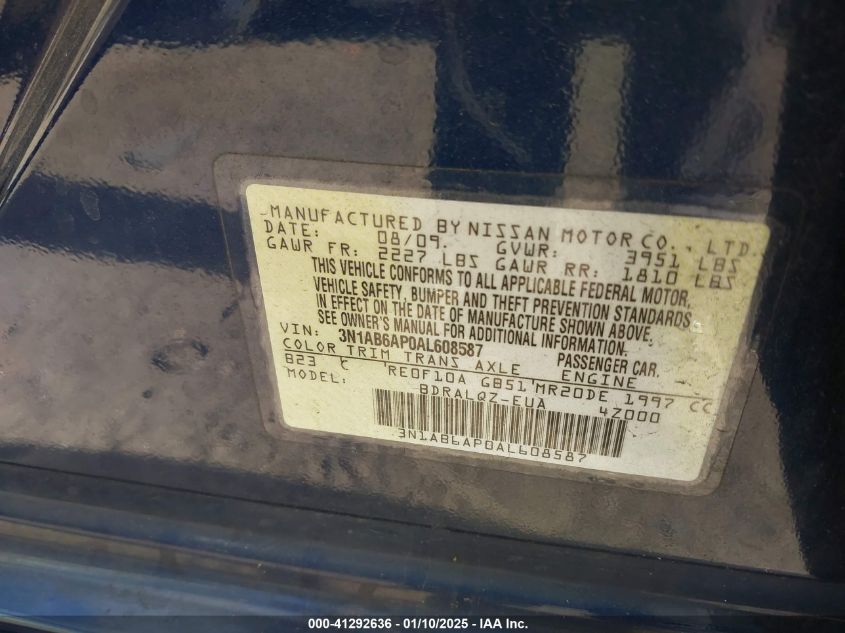 MANUFACTURED BY NISSAN MOTOR CO., LTD.
DATE: 08/09. GVWR: 3951 LBS
GAWR FR: 2227 LBS GAWR RR: 1810 LBS
THIS VEHICLE CONFORMS TO ALL APPLICABLE FEDERAL MOTOR
VEHICLE SAFETY, BUMPER AND THEFT PREVENTION STANDARDS
IN EFFECT ON THE DATE OF MANUFACTURE SHOWN ABOVE.
SEE OWNER'S MANUAL FOR ADDITIONAL INFORMATION.
VIN: 3N1AB6AP0AL608587 PASSENGER CAR.
COLOR TRIM TRANS AXLE ENGINE
B23 C RE0F10A GB51 MR20DE 1997 CC
MODEL: BDRALQZ-EUA 4Z000
3N1AB6AP0AL608587
000-41292636 - 01/10/2025 - IAA Inc.